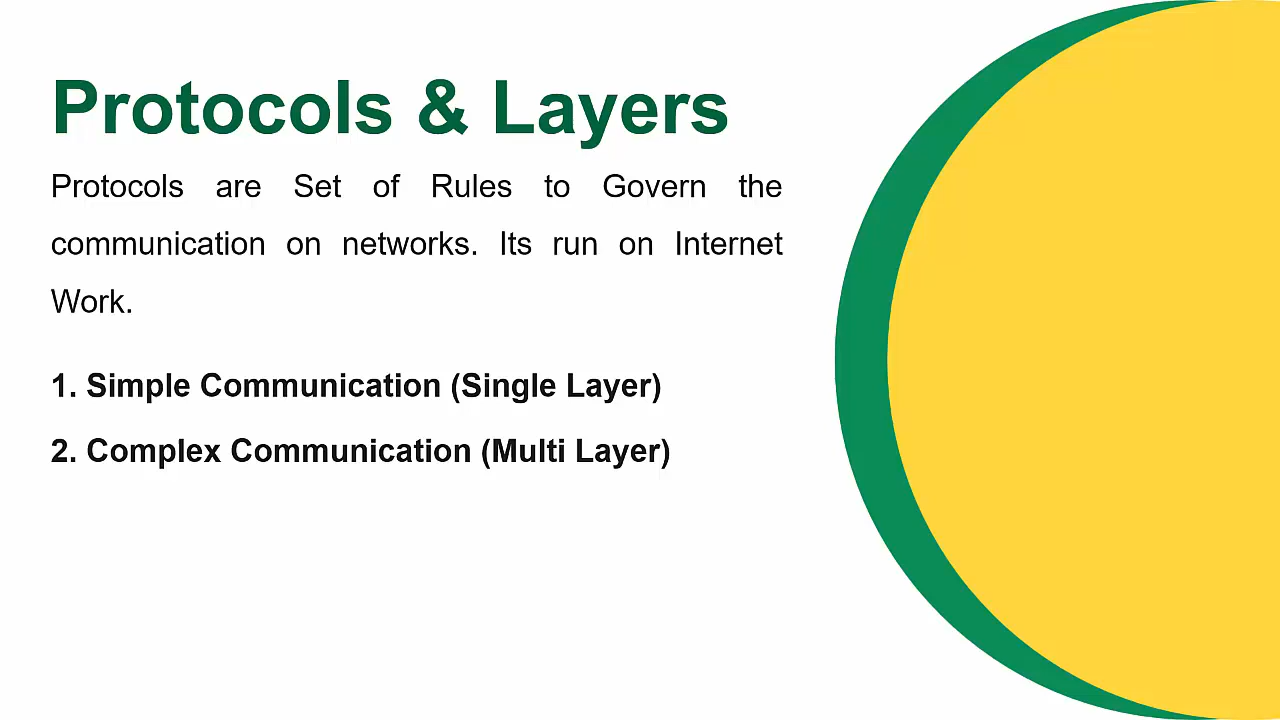 Protocols & Layers
Protocols are Set of Rules to Govern the
communication on networks. Its run on Internet
Work.
1. Simple Communication (Single Layer)
2. Complex Communication (Multi Layer)